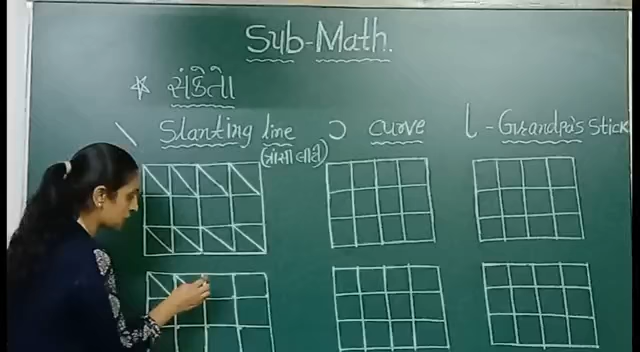 Sub-Math.
સંકેતો
\ Slanting line
(ત્રાંસી લાટી)
כ curve
l - Grandpa's Stick